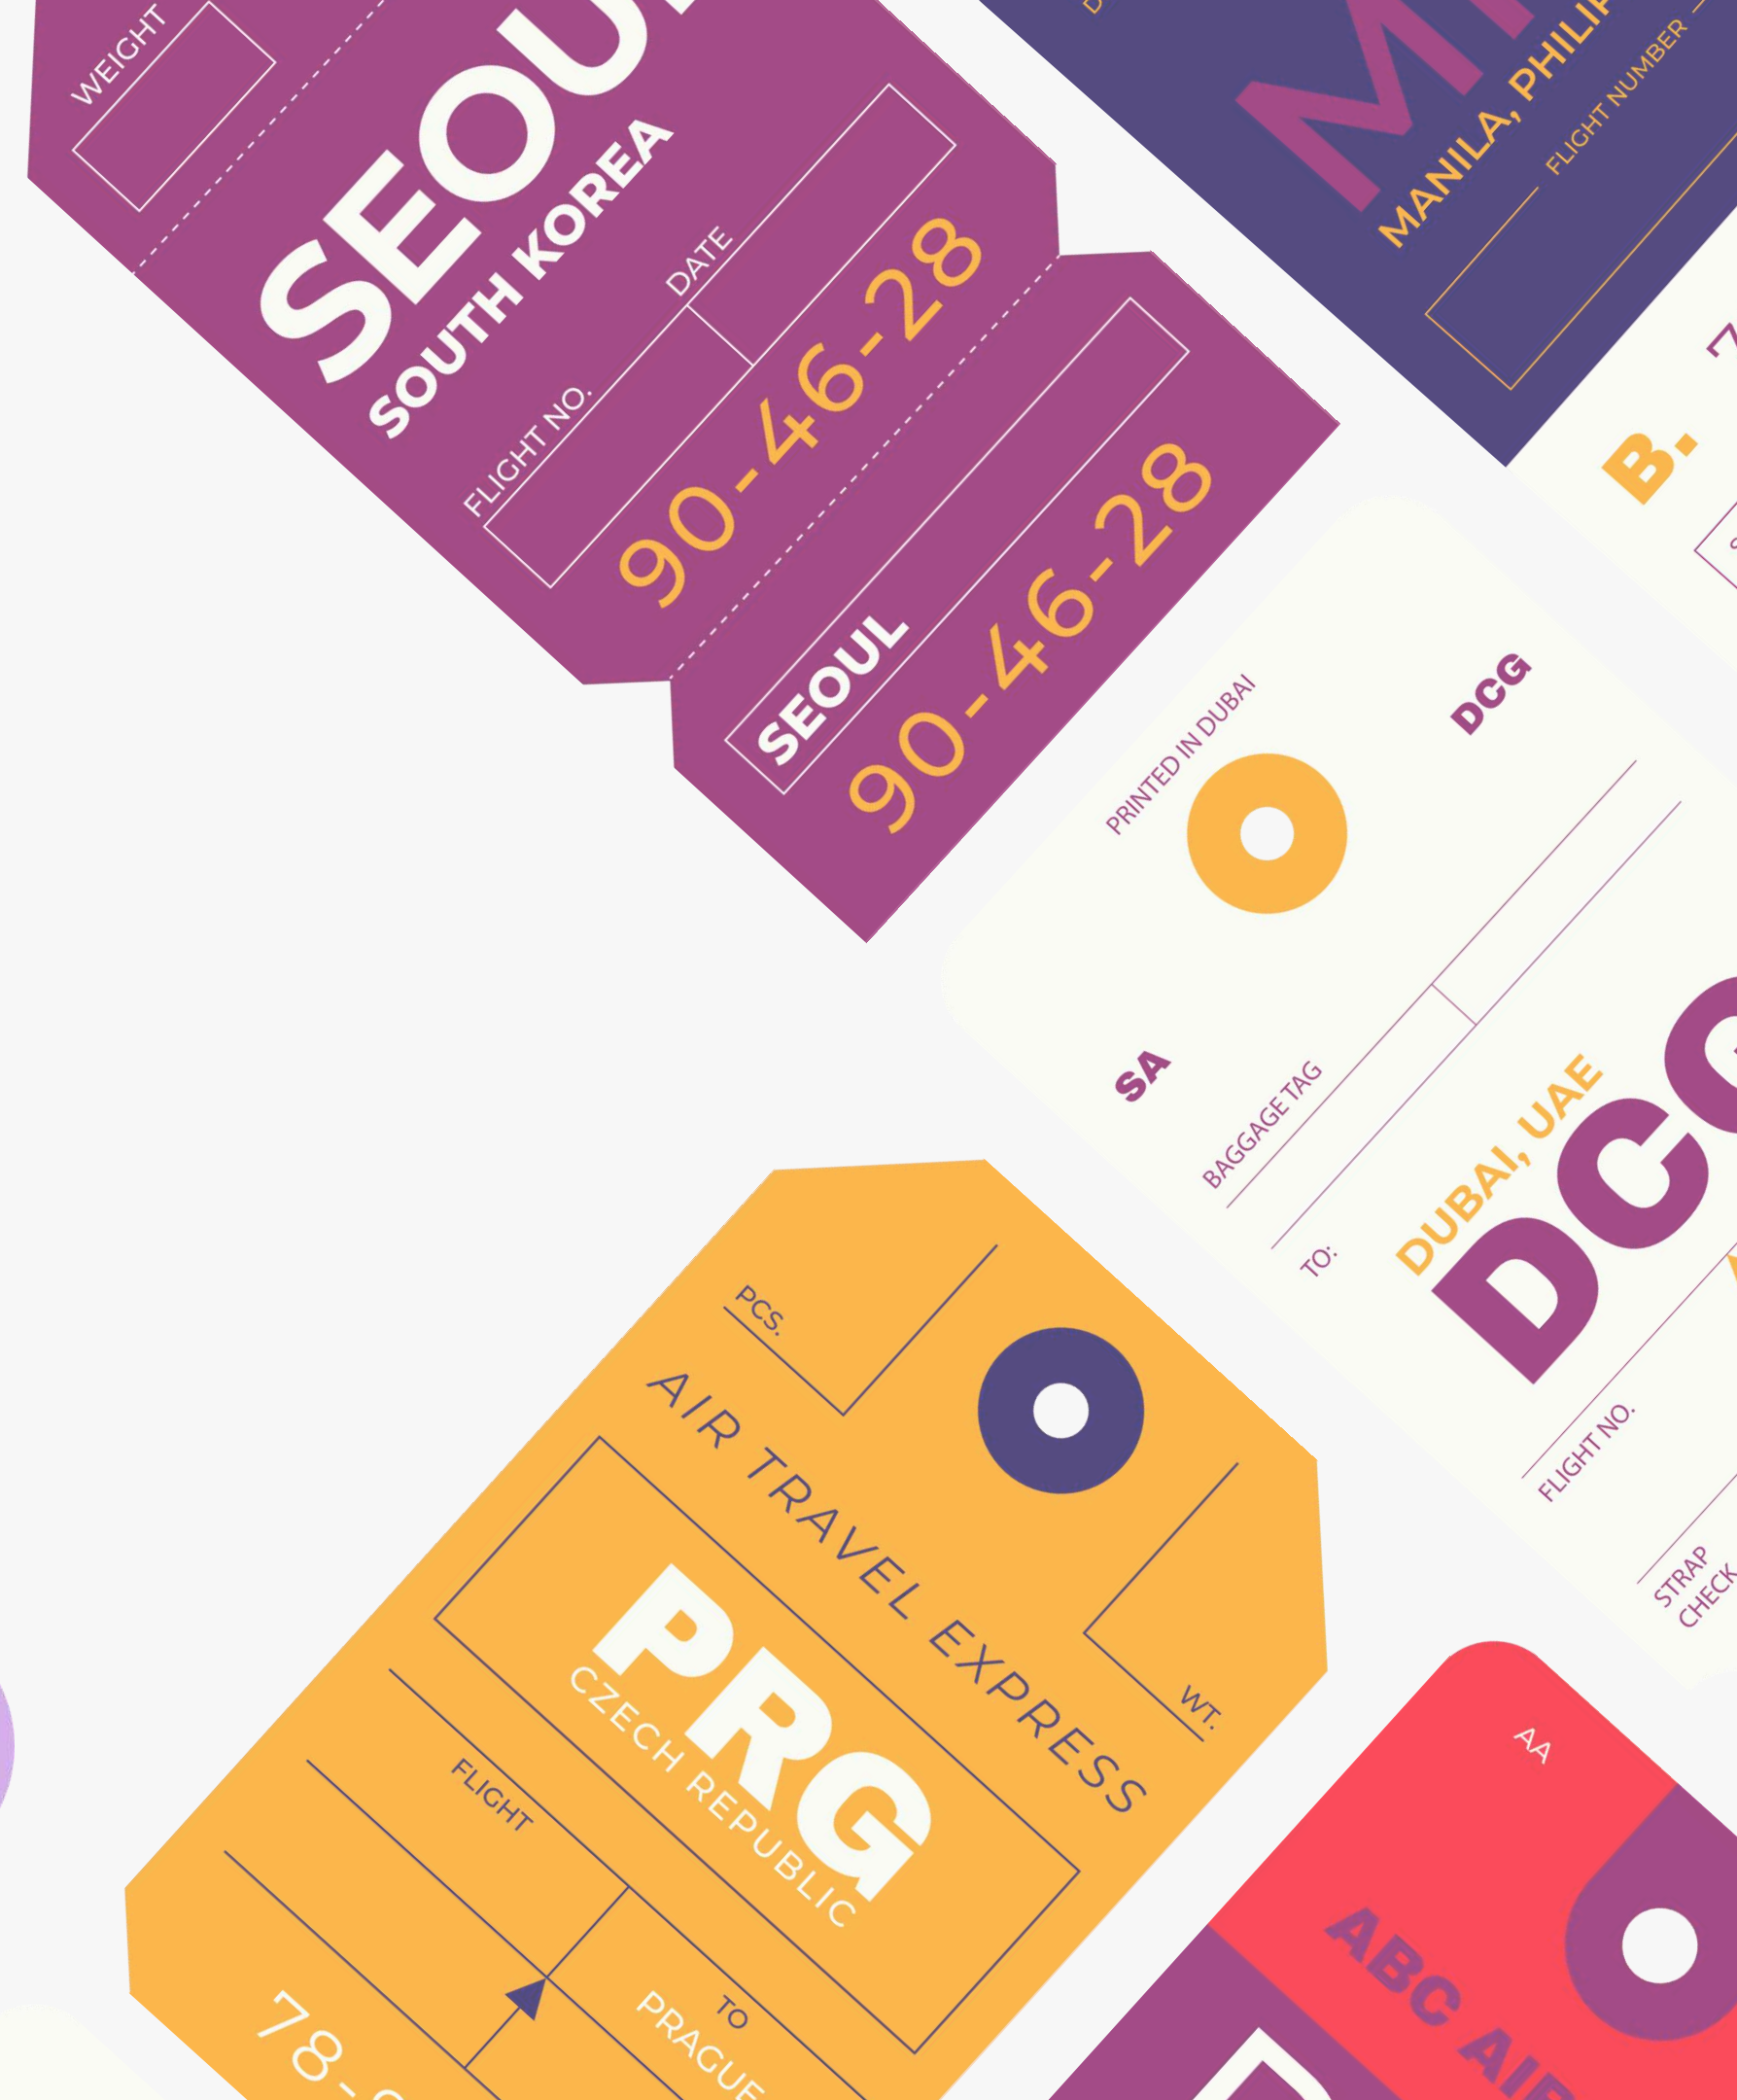 WEIGHT
SEOUL
SOUTH KOREA
FLIGHT NO.
DATE
90-46-28
SEOUL
90-46-28
MANILA,
FLIGHT NUMBER
B.
PRINTED IN DUBAI
DCG
SA
BAGGAGE TAG
TO:
DUBAI, UAE
DCG
FLIGHT NO.
STRAP
CHECK
PCS.
WT.
AIR TRAVEL EXPRESS
PRG
CZECH REPUBLIC
FLIGHT
TO
PRAGUE
78-
AA
ABC AIR